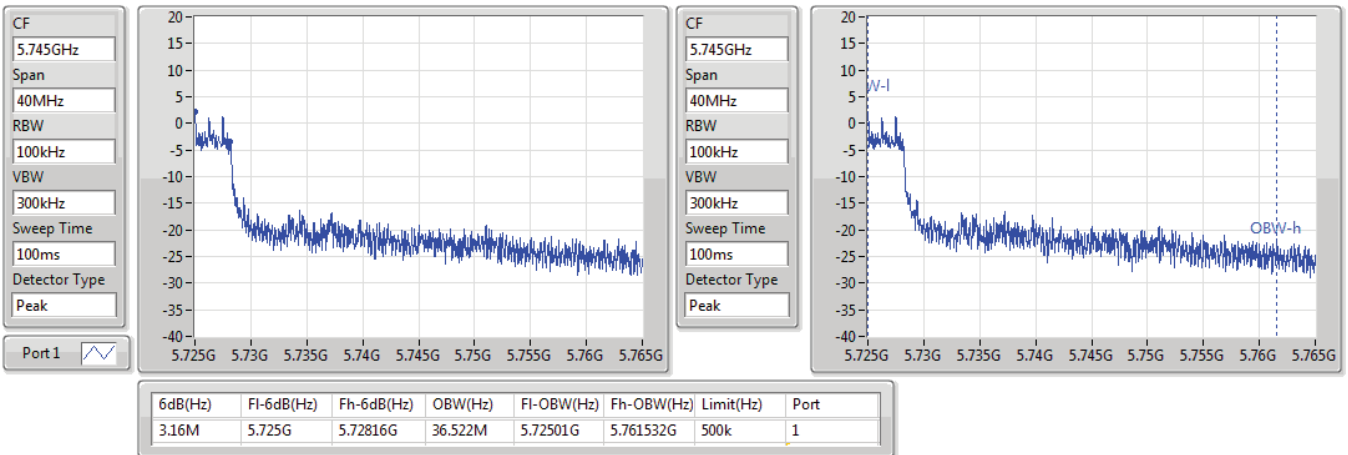 CF
5.745GHz
Span
40MHz
RBW
100kHz
VBW
300kHz
Sweep Time
100ms
Detector Type
Peak
Port 1
20
15
10
5
0
-5
-10
-15
-20
-25
-30
-35
-40
5.725G 5.73G 5.735G 5.74G 5.745G 5.75G 5.755G 5.76G 5.765G
CF
5.745GHz
Span
40MHz
RBW
100kHz
VBW
300kHz
Sweep Time
100ms
Detector Type
Peak
20
15
10
5
0
-5
-10
-15
-20
-25
-30
-35
-40
W-l
OBW-h
5.725G 5.73G 5.735G 5.74G 5.745G 5.75G 5.755G 5.76G 5.765G
6dB(Hz) Fl-6dB(Hz) Fh-6dB(Hz) OBW(Hz) Fl-OBW(Hz) Fh-OBW(Hz) Limit(Hz) Port
3.16M 5.725G 5.72816G 36.522M 5.72501G 5.761532G 500k 1